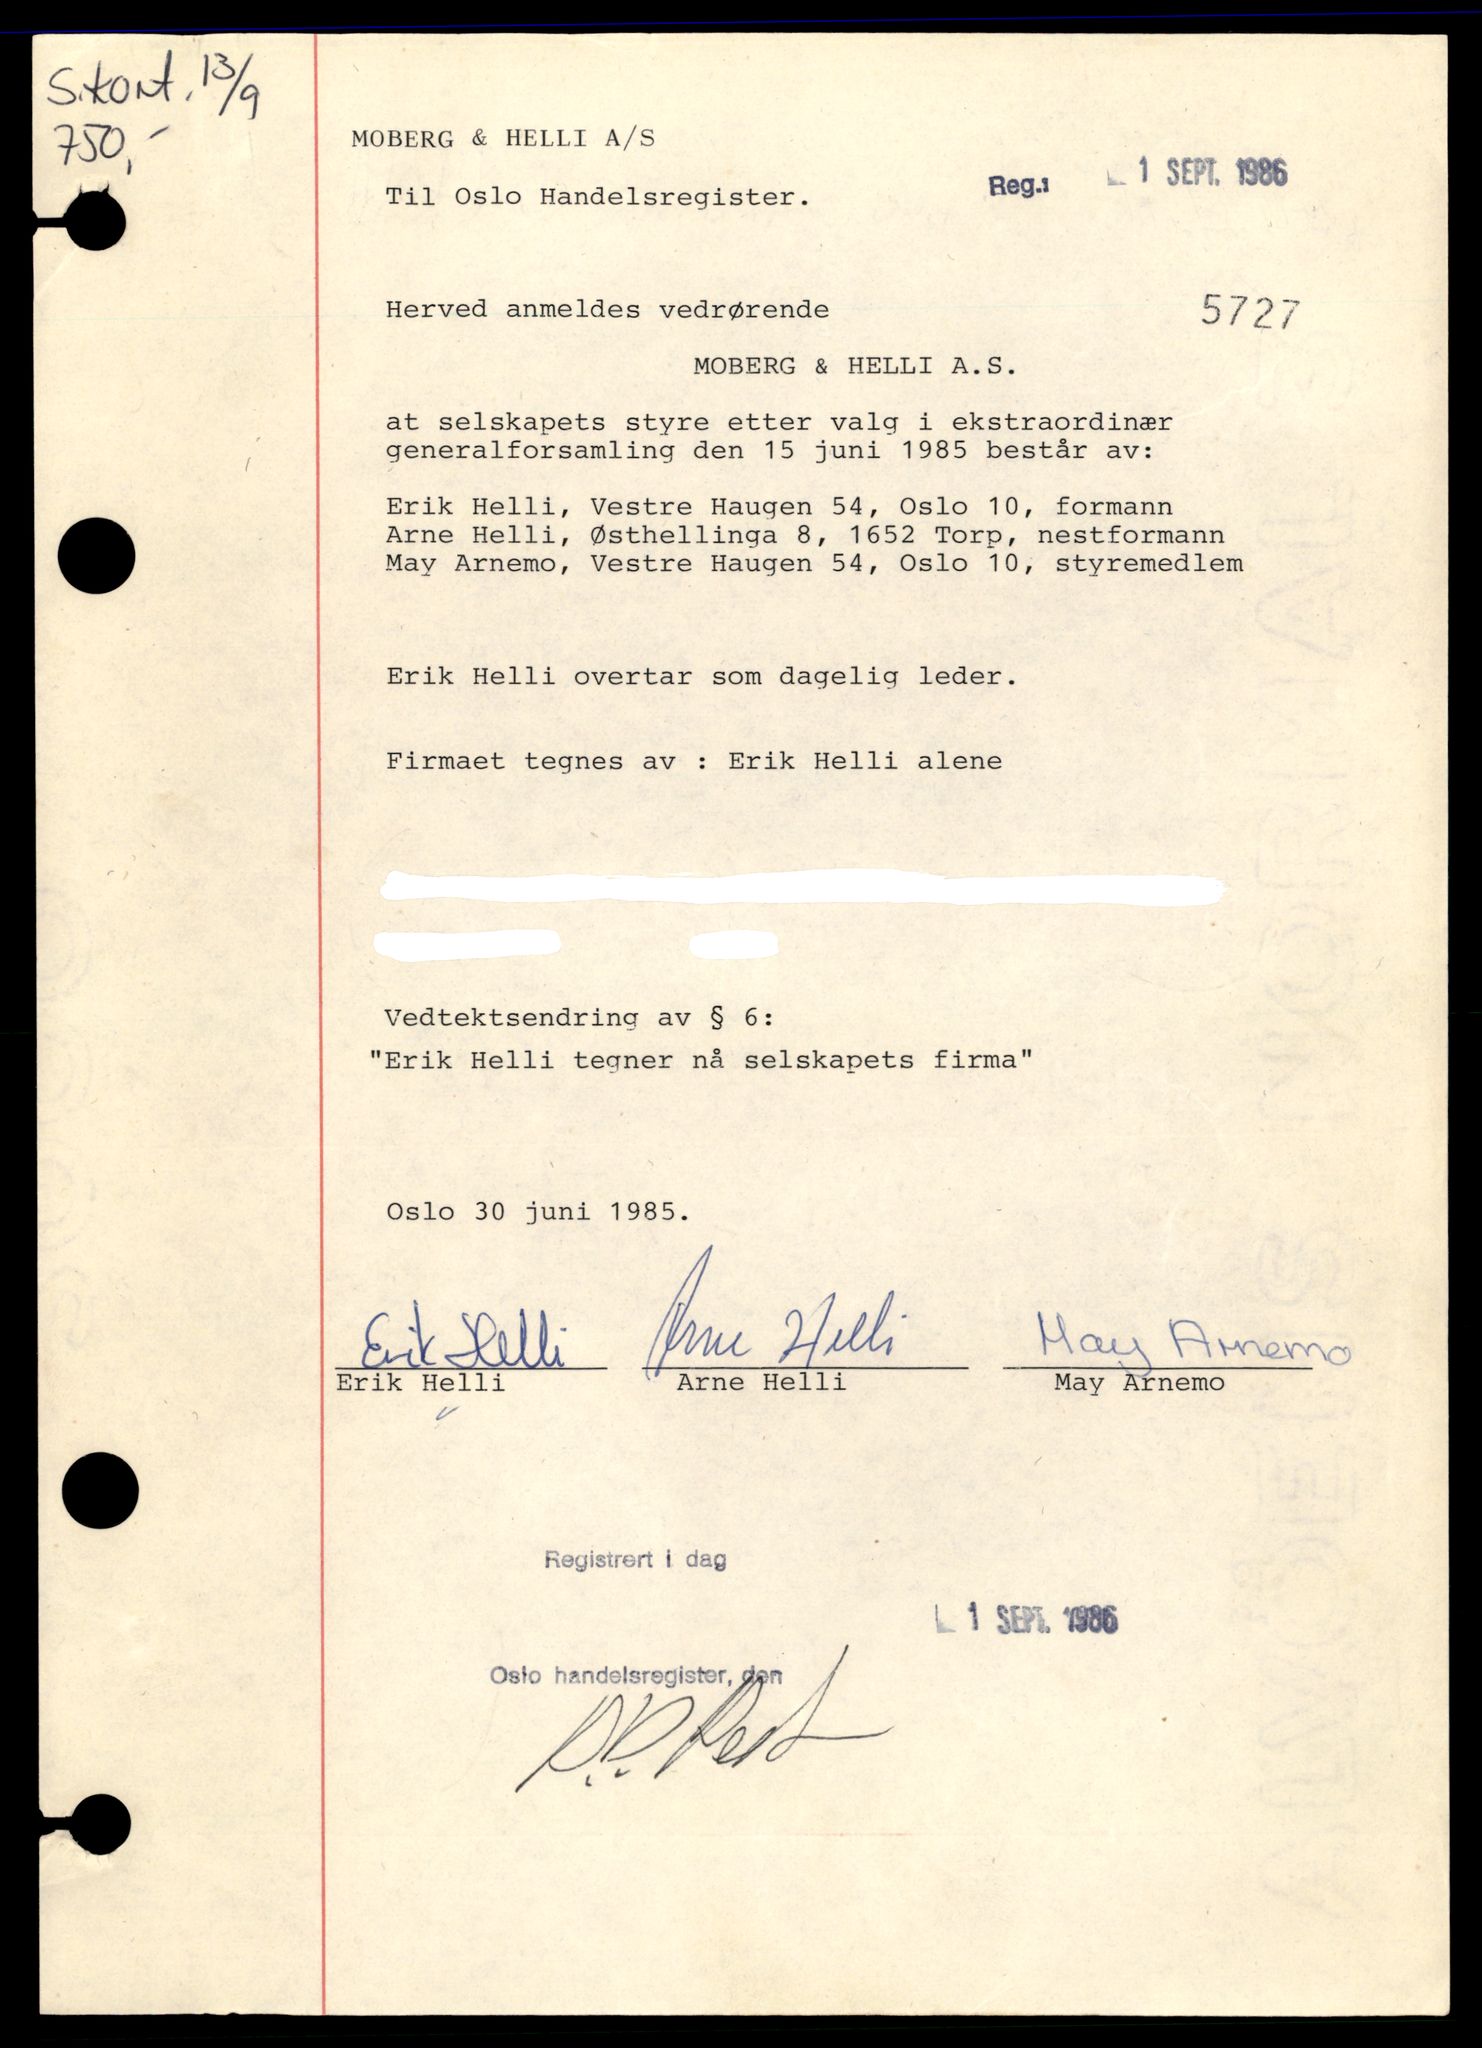 S.kont. 13/9
750,-
MOBERG & HELLI A/S
Reg.: 1 SEPT. 1986
Til Oslo Handelsregister.
Herved anmeldes vedrørende
5727
MOBERG & HELLI A.S.
at selskapets styre etter valg i ekstraordinær
generalforsamling den 15 juni 1985 består av:
Erik Helli, Vestre Haugen 54, Oslo 10, formann
Arne Helli, Østhellinga 8, 1652 Torp, nestformann
May Arnemo, Vestre Haugen 54, Oslo 10, styremedlem
Erik Helli overtar som dagelig leder.
Firmaet tegnes av : Erik Helli alene
Vedtektsendring av § 6:
"Erik Helli tegner nå selskapets firma"
Oslo 30 juni 1985.
Erik Helli Arne Helli May Arnemo
Erik Helli Arne Helli May Arnemo
Registrert i dag
1 SEPT. 1986
Oslo handelsregister, den